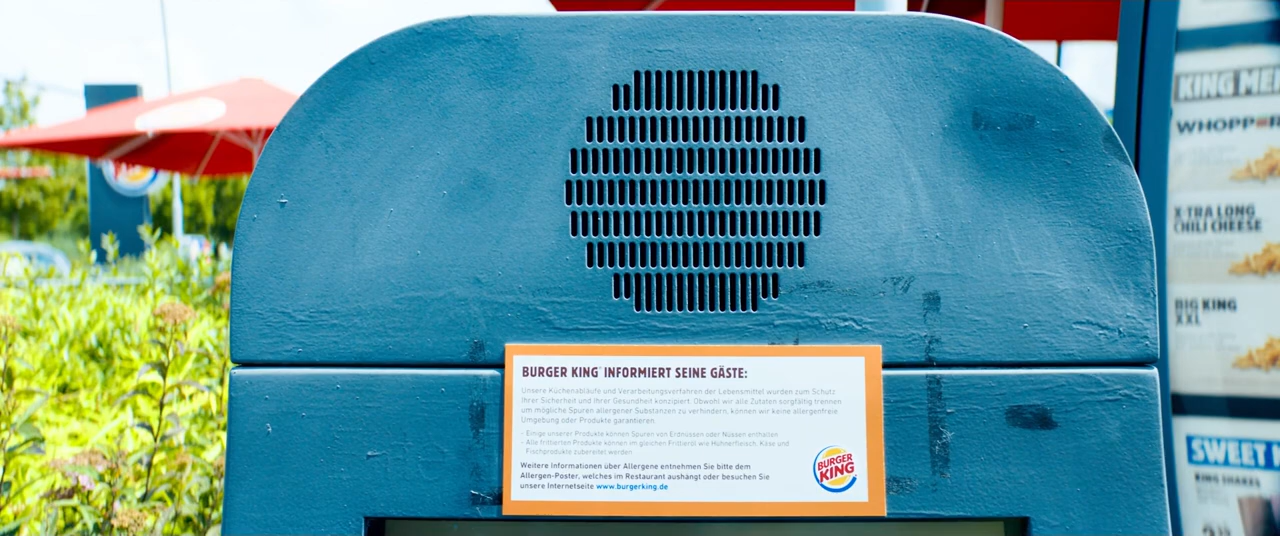 BURGER KING® INFORMIERT SEINE GÄSTE:
Unsere Küchenabläufe und Verarbeitungsverfahren der Lebensmittel wurden zum Schutz
Ihrer Sicherheit und Ihrer Gesundheit konzipiert. Obwohl wir alle Zutaten sorgfältig trennen
um mögliche Spuren allergener Substanzen zu verhindern, können wir keine allergenfreie
Umgebung oder Produkte garantieren.
- Einige unserer Produkte können Spuren von Erdnüssen oder Nüssen enthalten
- Alle frittierten Produkte können im gleichen Frittieröl wie Hühnerfleisch, Käse und
Fischprodukte zubereitet werden
Weitere Informationen über Allergene entnehmen Sie bitte dem
Allergen-Poster, welches im Restaurant aushängt oder besuchen Sie
unsere Internetseite www.burgerking.de
BURGER
KING
KING ME
WHOPPER
X-TRA LONG
CHILI CHEESE
BIG KING
XXL
SWEET
KING SHAKES